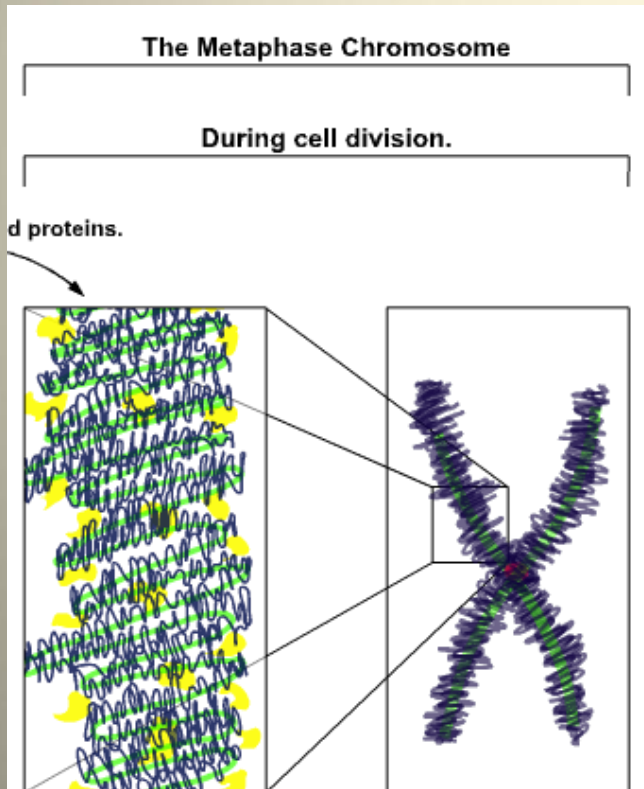 The Metaphase Chromosome
During cell division.
d proteins.